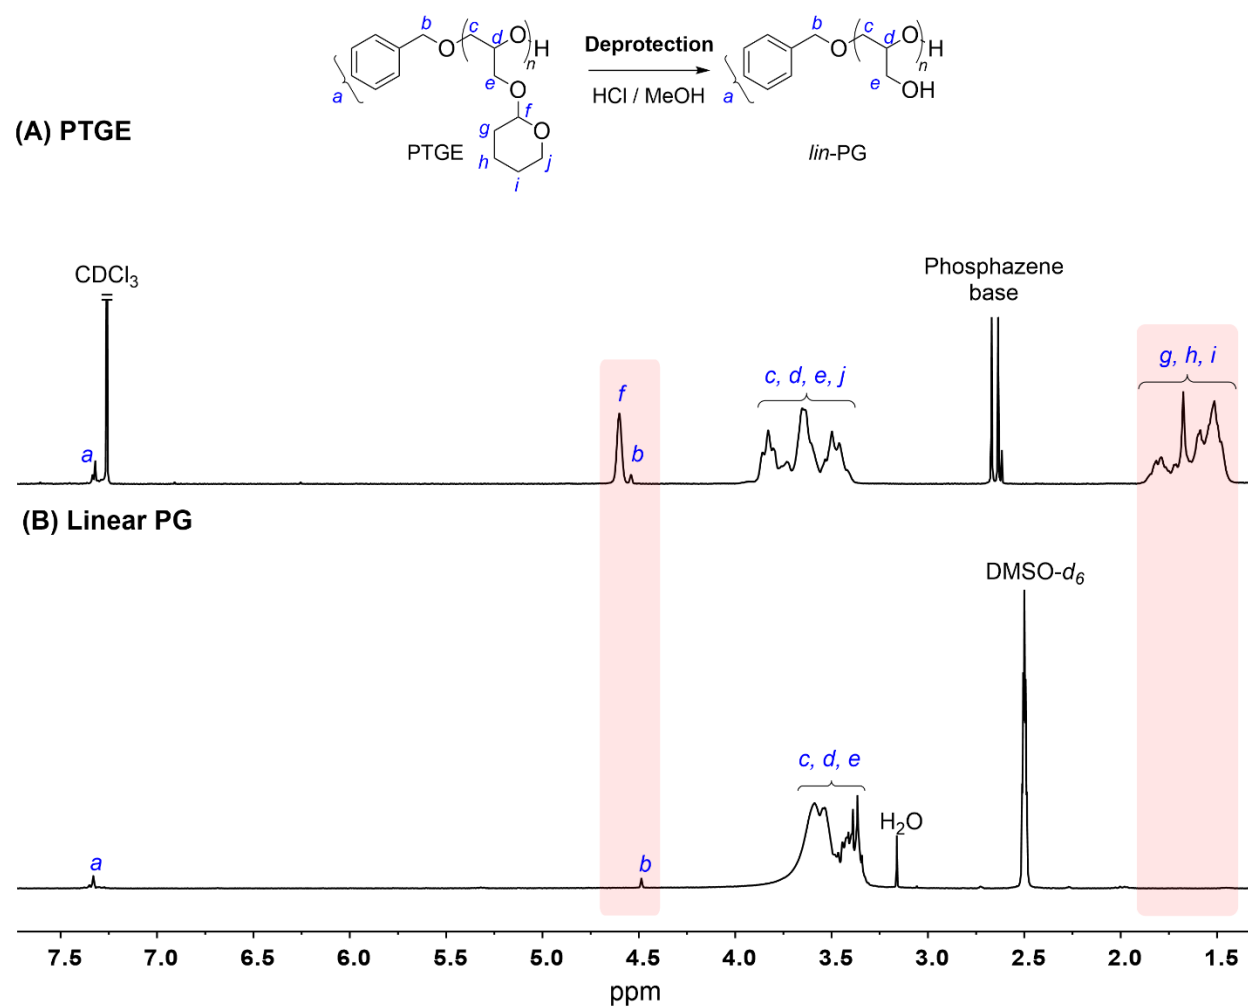 b c d O H
O n
Deprotection
b c d O H
O n
a e O
HCl / MeOH
a e OH
f
g O
(A) PTGE
PTGE
h j
i
lin-PG
CDCl3
Phosphazene
base
a
f
b
c, d, e, j
g, h, i
(B) Linear PG
DMSO-d6
a
b
c, d, e
H2O
7.5 7.0 6.5 6.0 5.5 5.0 4.5 4.0 3.5 3.0 2.5 2.0 1.5
ppm